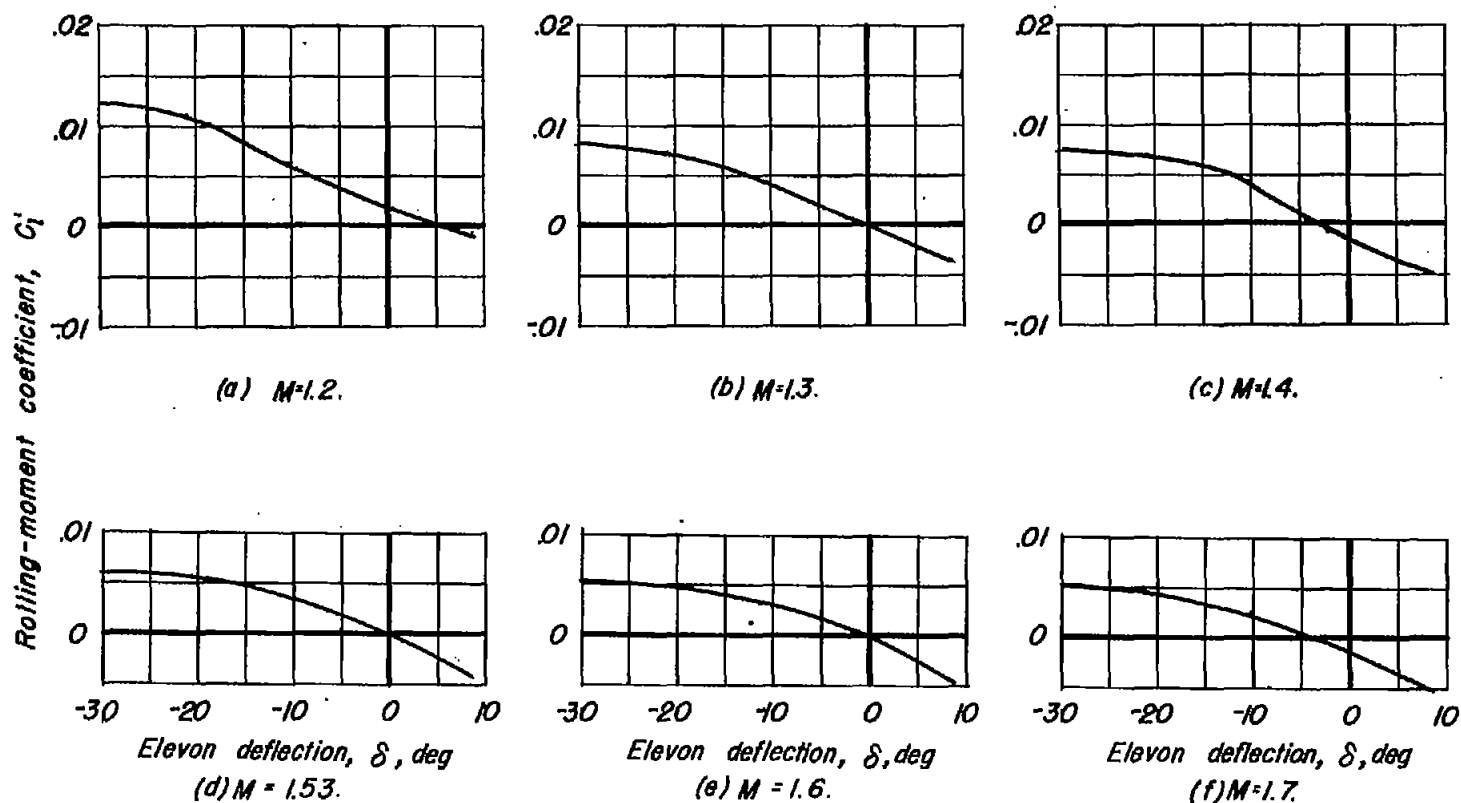 Rolling-moment coefficient, C'l
.02
.01
0
-.01
(a) M=1.2.
.02
.01
0
-.01
(b) M=1.3.
.02
.01
0
-.01
(c) M=1.4.
.01
0
-30 -20 -10 0 10
Elevon deflection, δ, deg
(d) M = 1.53.
.01
0
-30 -20 -10 0 10
Elevon deflection, δ, deg
(e) M = 1.6.
.01
0
-30 -20 -10 0 10
Elevon deflection, δ, deg
(f) M=1.7.